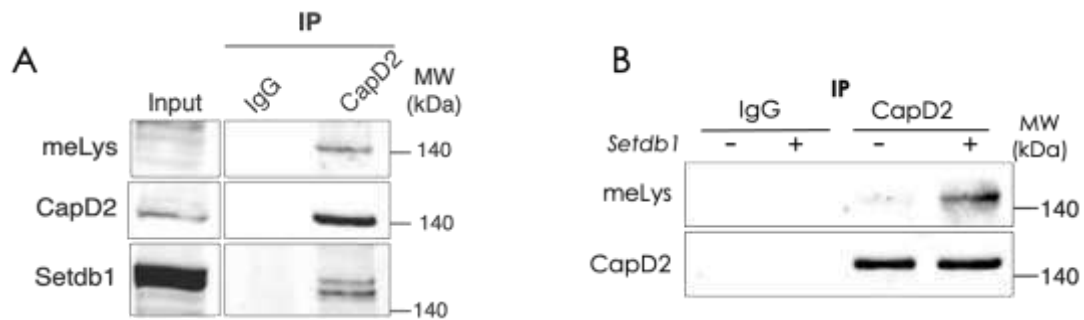 A
IP
Input IgG CapD2 MW
(kDa)
meLys 140
CapD2 140
Setdb1 140
B
IP
IgG CapD2 MW
(kDa)
Setdb1 - + - +
meLys 140
CapD2 140